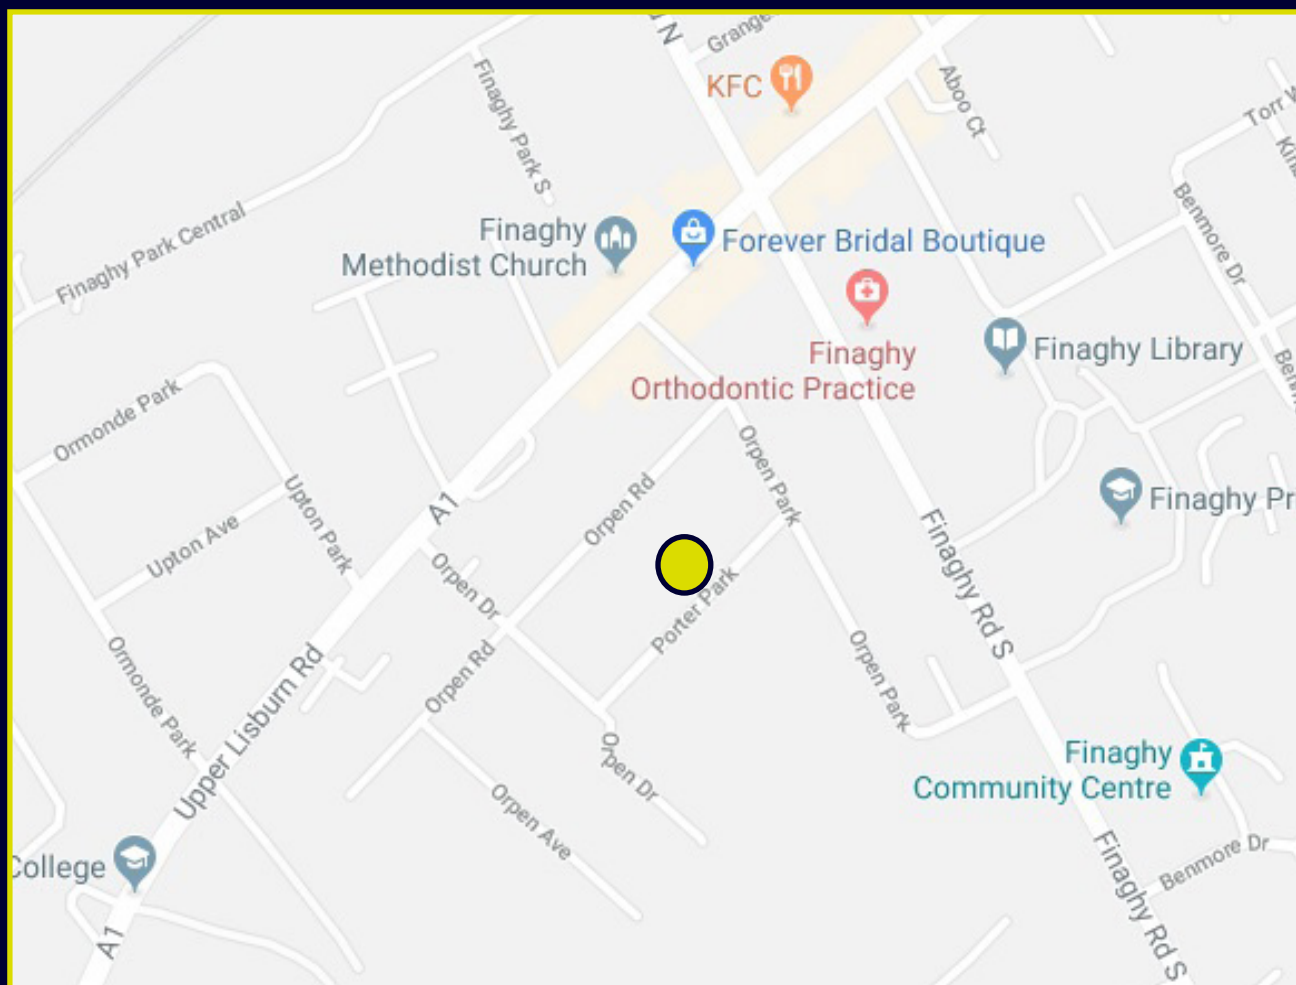 d N
Grange
KFC
Aboo Ct
Torr W
Finaghy Park S
Benmore Dr
Finaghy Park Central
Finaghy
Methodist Church
Forever Bridal Boutique
Finaghy
Orthodontic Practice
Finaghy Library
Ormonde Park
Upton Park
Upton Ave
A1
Orpen Rd
Orpen Park
Finaghy Pr
Finaghy Rd S
Orpen Dr
Porter Park
Orpen Rd
Orpen Park
Ormonde Park
Upper Lisburn Rd
Orpen Dr
Orpen Ave
Finaghy
Community Centre
College
Benmore Dr
Finaghy Rd S
A1